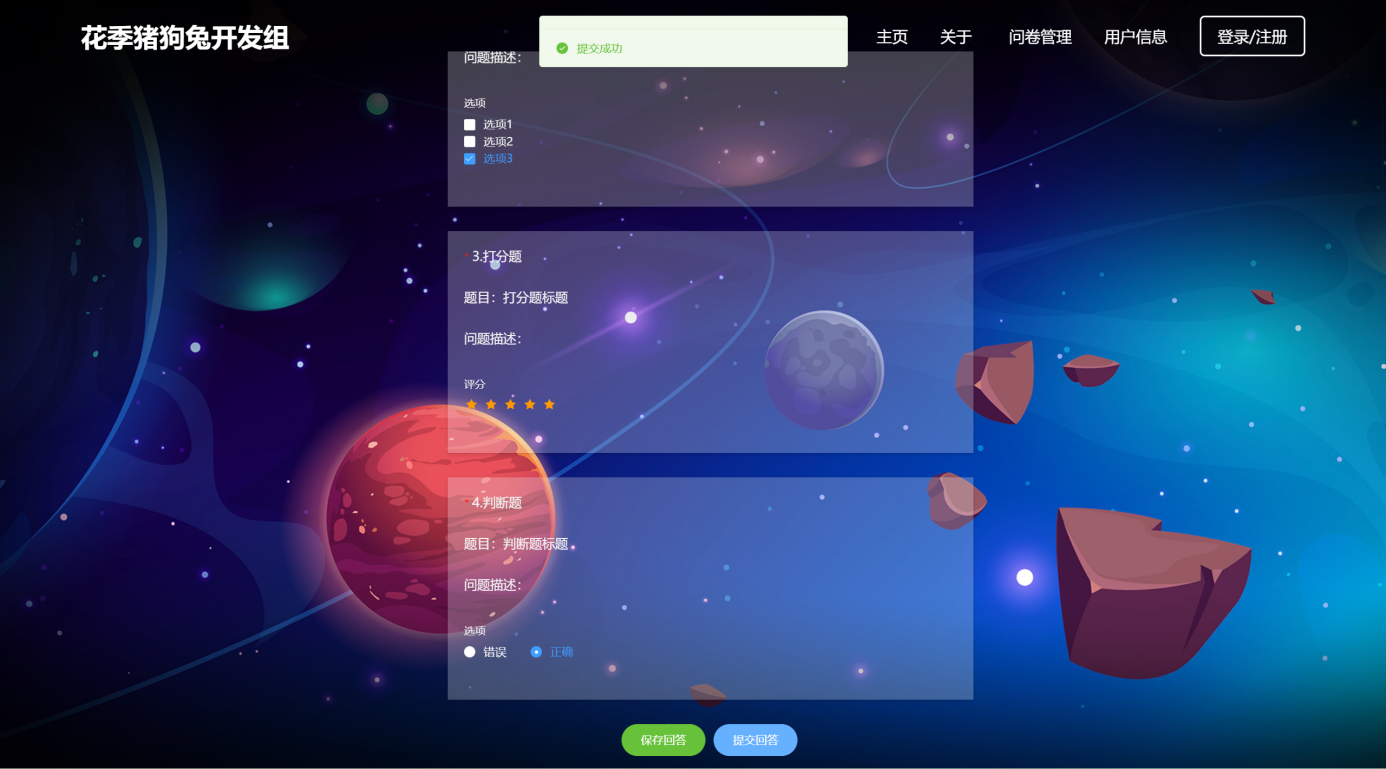 花季猪狗兔开发组
主页 关于 问卷管理 用户信息 登录/注册
提交成功
问题描述：
选项
选项1
选项2
选项3
* 3.打分题
题目：打分题标题
问题描述：
评分
* 4.判断题
题目：判断题标题
问题描述：
选项
错误 正确
保存回答 提交回答